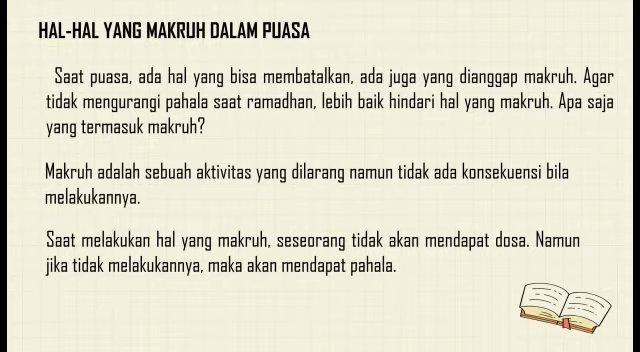 HAL-HAL YANG MAKRUH DALAM PUASA
Saat puasa, ada hal yang bisa membatalkan, ada juga yang dianggap makruh. Agar
tidak mengurangi pahala saat ramadhan, lebih baik hindari hal yang makruh. Apa saja
yang termasuk makruh?
Makruh adalah sebuah aktivitas yang dilarang namun tidak ada konsekuensi bila
melakukannya.
Saat melakukan hal yang makruh, seseorang tidak akan mendapat dosa. Namun
jika tidak melakukannya, maka akan mendapat pahala.